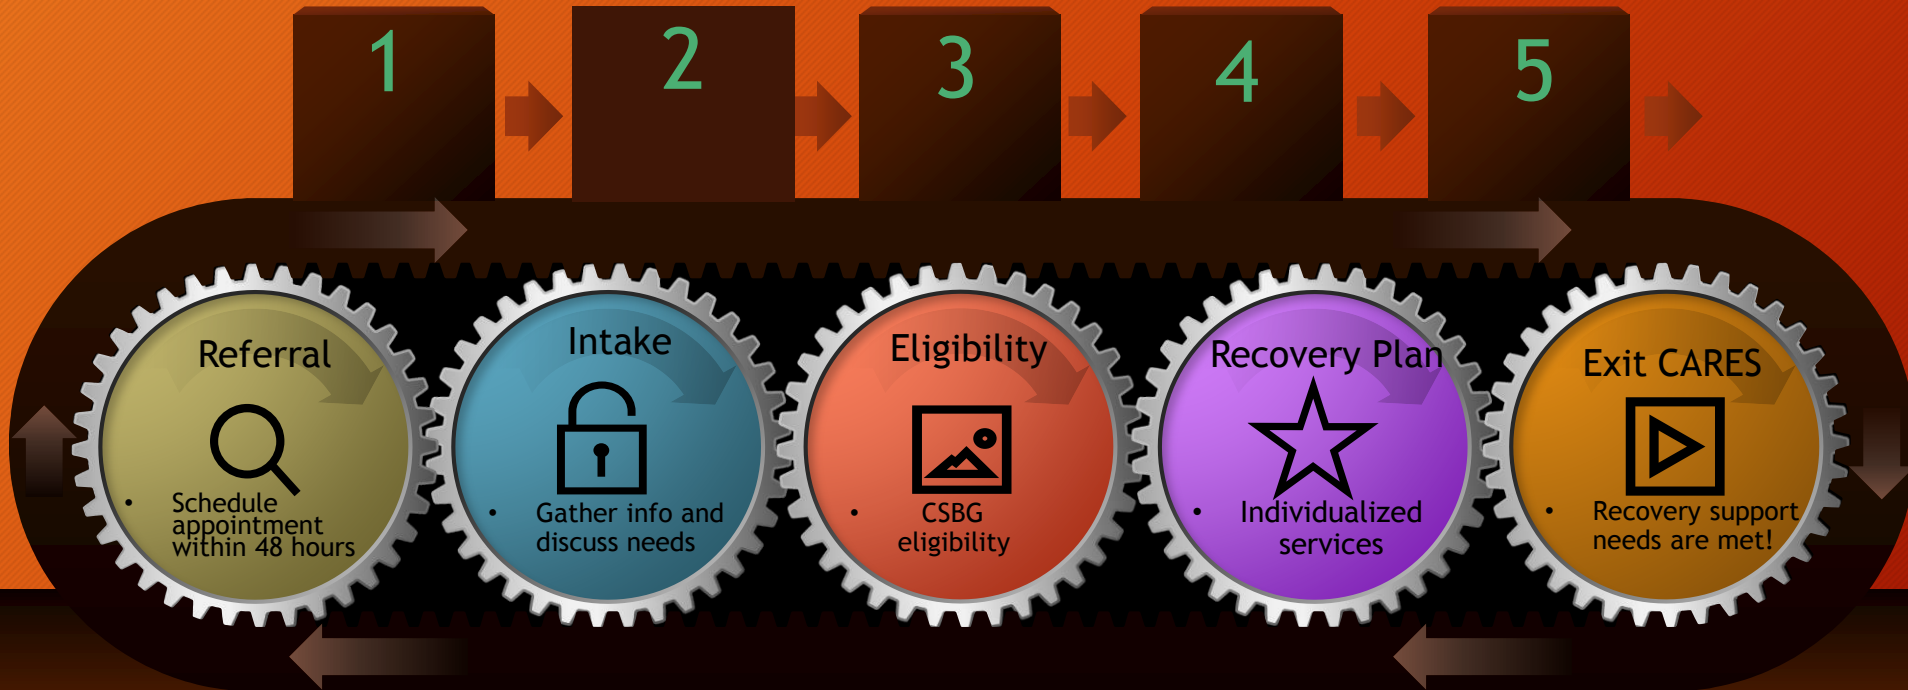 1
2
3
4
5
Referral
• Schedule
appointment
within 48 hours
Intake
• Gather info and
discuss needs
Eligibility
• CSBG
eligibility
Recovery Plan
• Individualized
services
Exit CARES
• Recovery support
needs are met!